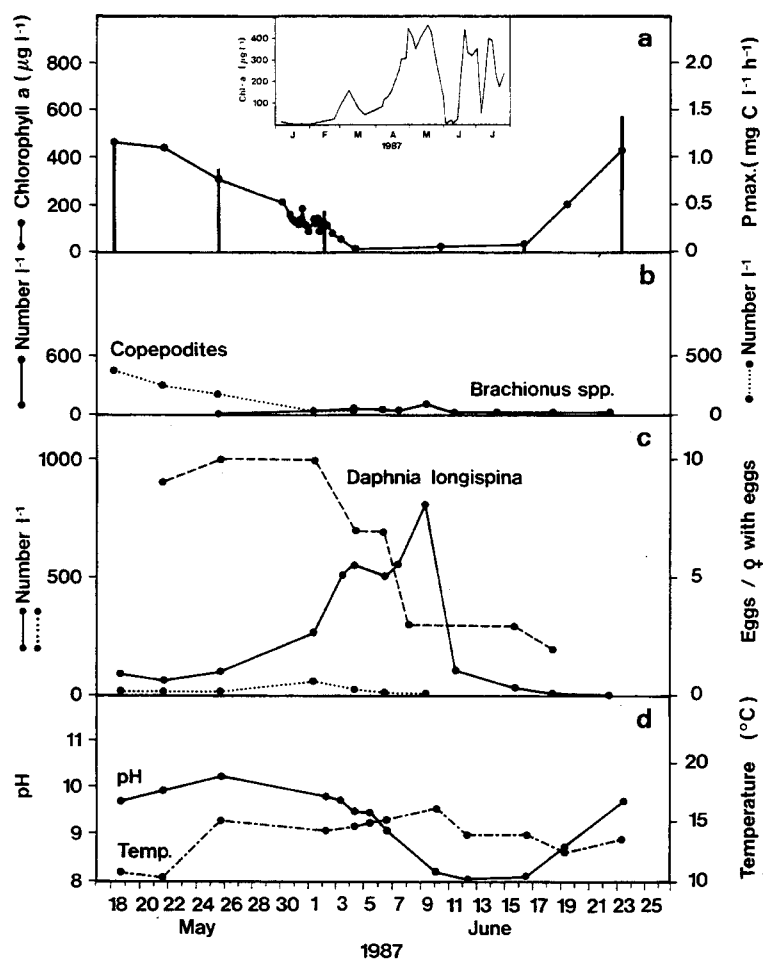 a
Chlorophyll a (μg l⁻¹)
800
600
400
200
0
Pmax. (mg C l⁻¹ h⁻¹)
2.0
1.5
1.0
0.5
0
Chl-a (μg l⁻¹)
400
300
200
100
J F M A M J J
1987
b
Number l⁻¹
600
0
Number l⁻¹
500
0
Copepodites
Brachionus spp.
c
Number l⁻¹
1000
500
0
Eggs / ♀ with eggs
10
5
0
Daphnia longispina
d
pH
11
10
9
8
Temperature (°C)
20
15
10
pH
Temp.
18 20 22 24 26 28 30 1 3 5 7 9 11 13 15 17 19 21 23 25
May June
1987